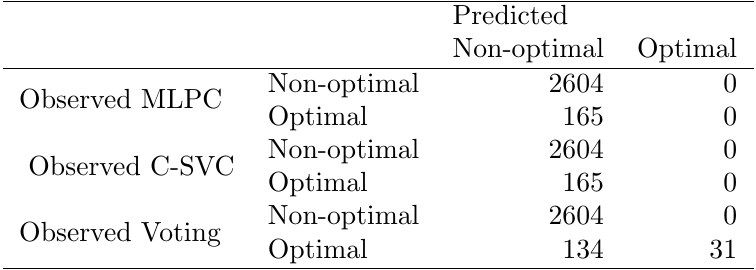 Predicted
Non-optimal Optimal
Observed MLPC Non-optimal 2604 0
Optimal 165 0
Observed C-SVC Non-optimal 2604 0
Optimal 165 0
Observed Voting Non-optimal 2604 0
Optimal 134 31